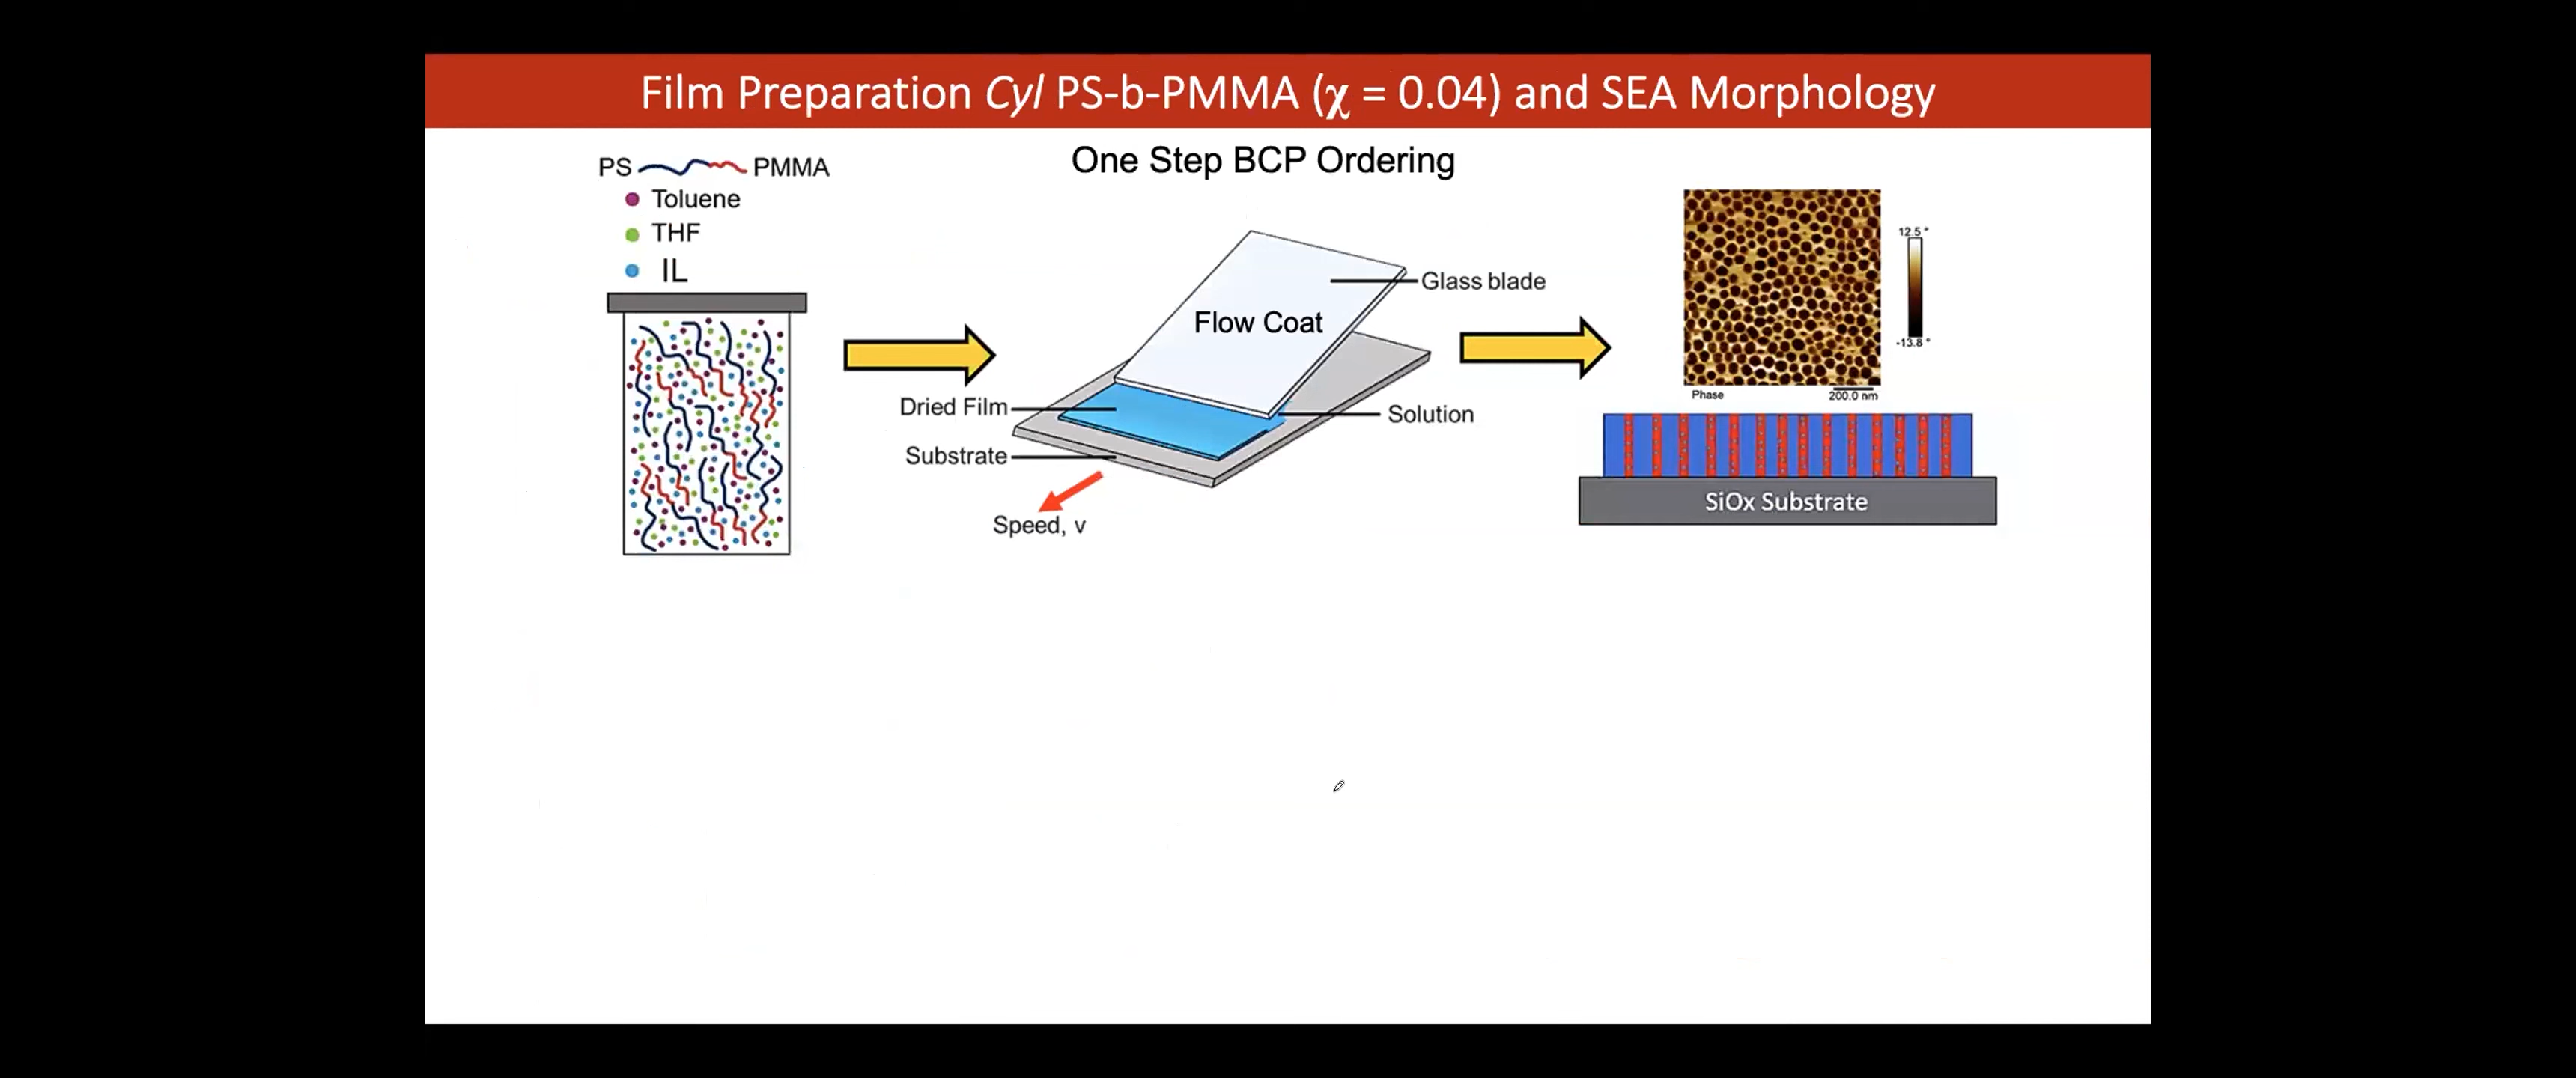 Film Preparation Cyl PS-b-PMMA (χ = 0.04) and SEA Morphology
One Step BCP Ordering
PS PMMA
Toluene
THF
IL
Flow Coat
Glass blade
Dried Film
Solution
Substrate
Speed, v
12.5 °
-13.8 °
Phase
200.0 nm
SiOx Substrate